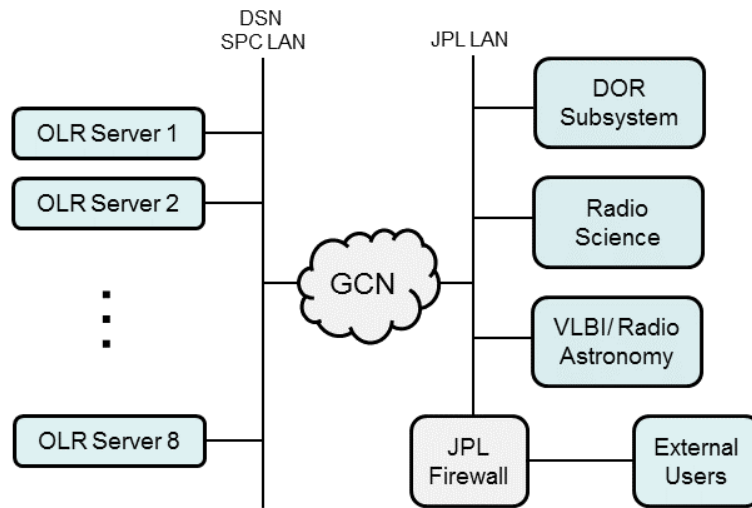 DSN
SPC LAN
JPL LAN
OLR Server 1
OLR Server 2
OLR Server 8
GCN
DOR
Subsystem
Radio
Science
VLBI/ Radio
Astronomy
JPL
Firewall
External
Users